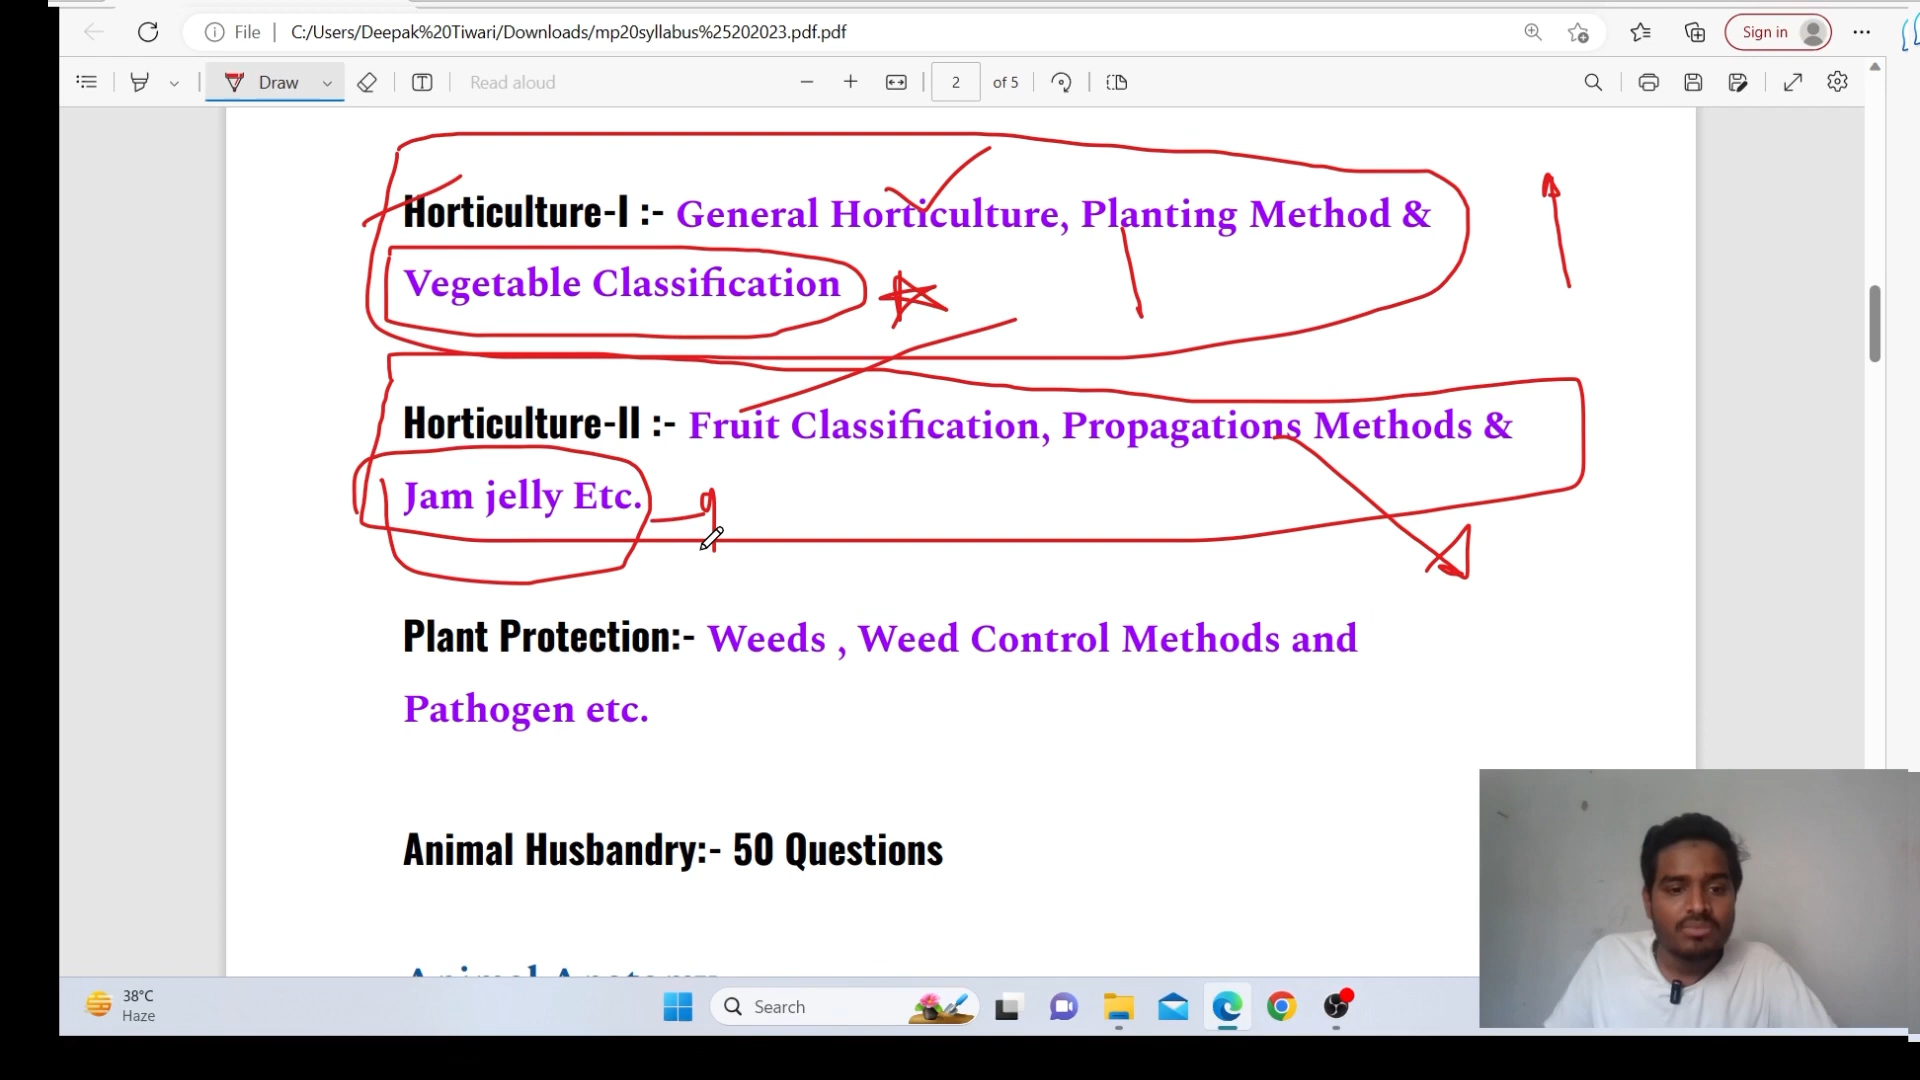 File
C:/Users/Deepak%20Tiwari/Downloads/mp20syllabus%25202023.pdf.pdf
Sign in
Draw
Read aloud
2
of 5
Horticulture-I :- General Horticulture, Planting Method &
Vegetable Classification
Horticulture-II :- Fruit Classification, Propagations Methods &
Jam jelly Etc.
Plant Protection:- Weeds , Weed Control Methods and
Pathogen etc.
Animal Husbandry:- 50 Questions
38°C
Haze
Search